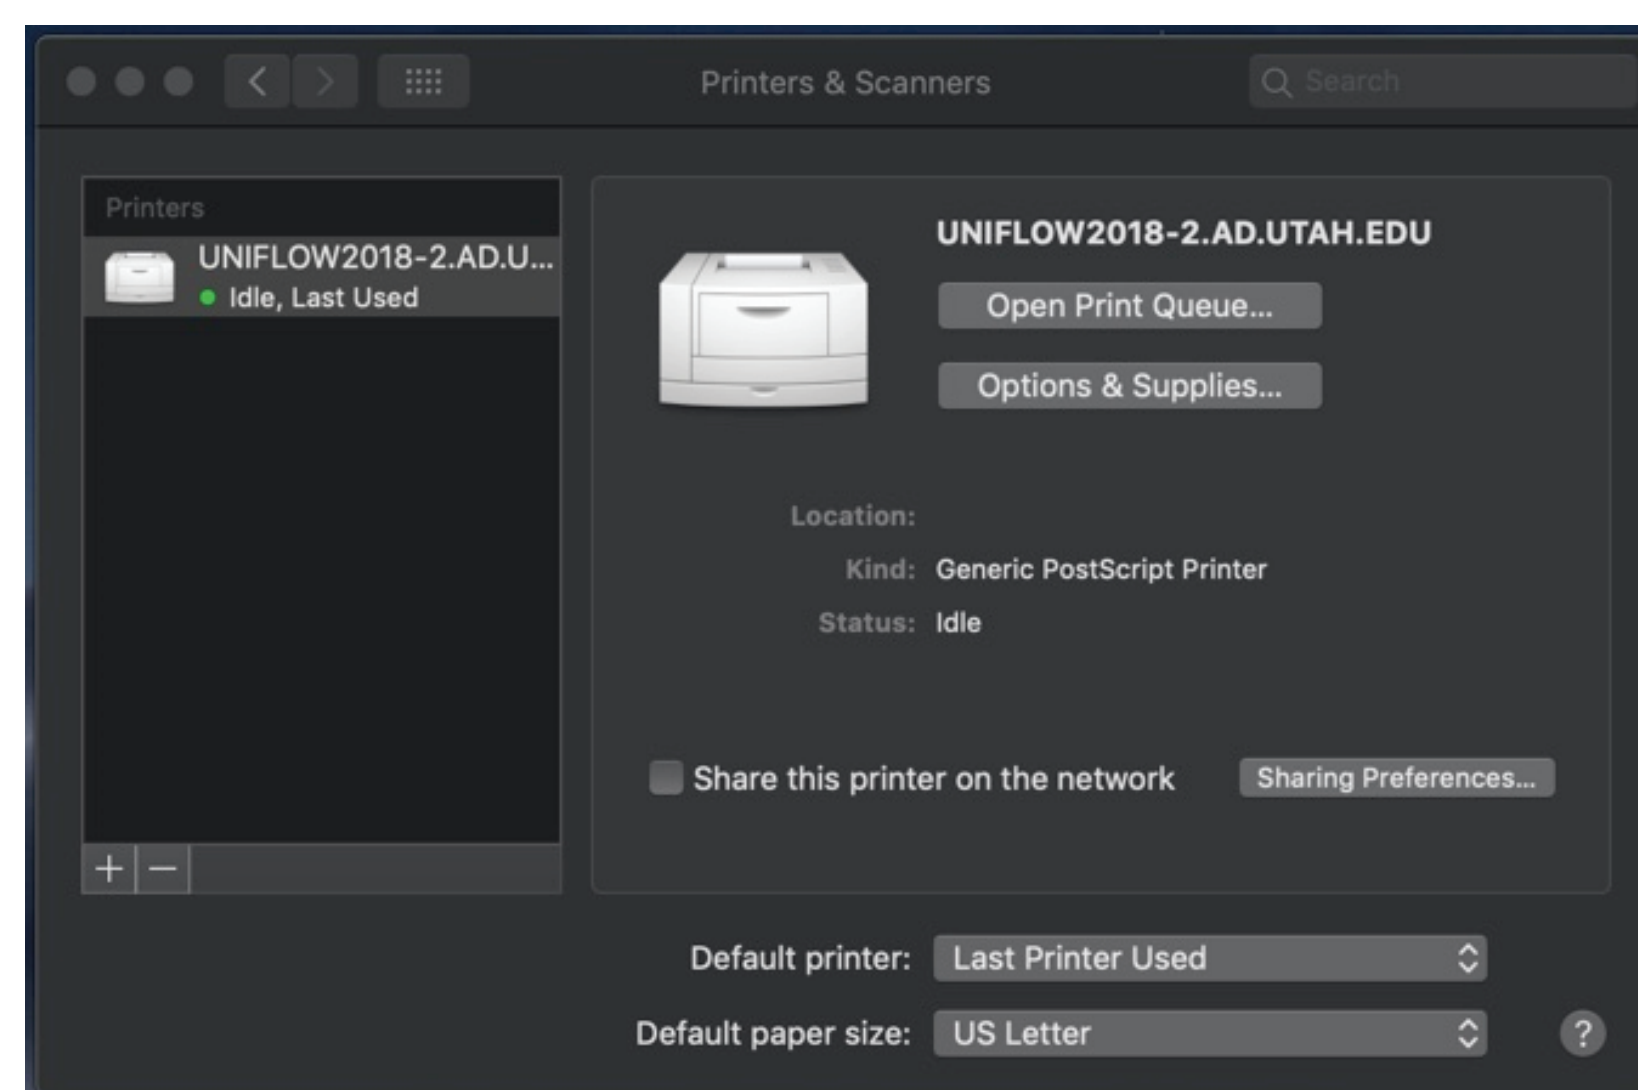 Printers & Scanners
Search
Printers
UNIFLOW2018-2.AD.U...
Idle, Last Used
UNIFLOW2018-2.AD.UTAH.EDU
Open Print Queue...
Options & Supplies...
Location:
Kind: Generic PostScript Printer
Status: Idle
Share this printer on the network
Sharing Preferences...
Default printer: Last Printer Used
Default paper size: US Letter
?